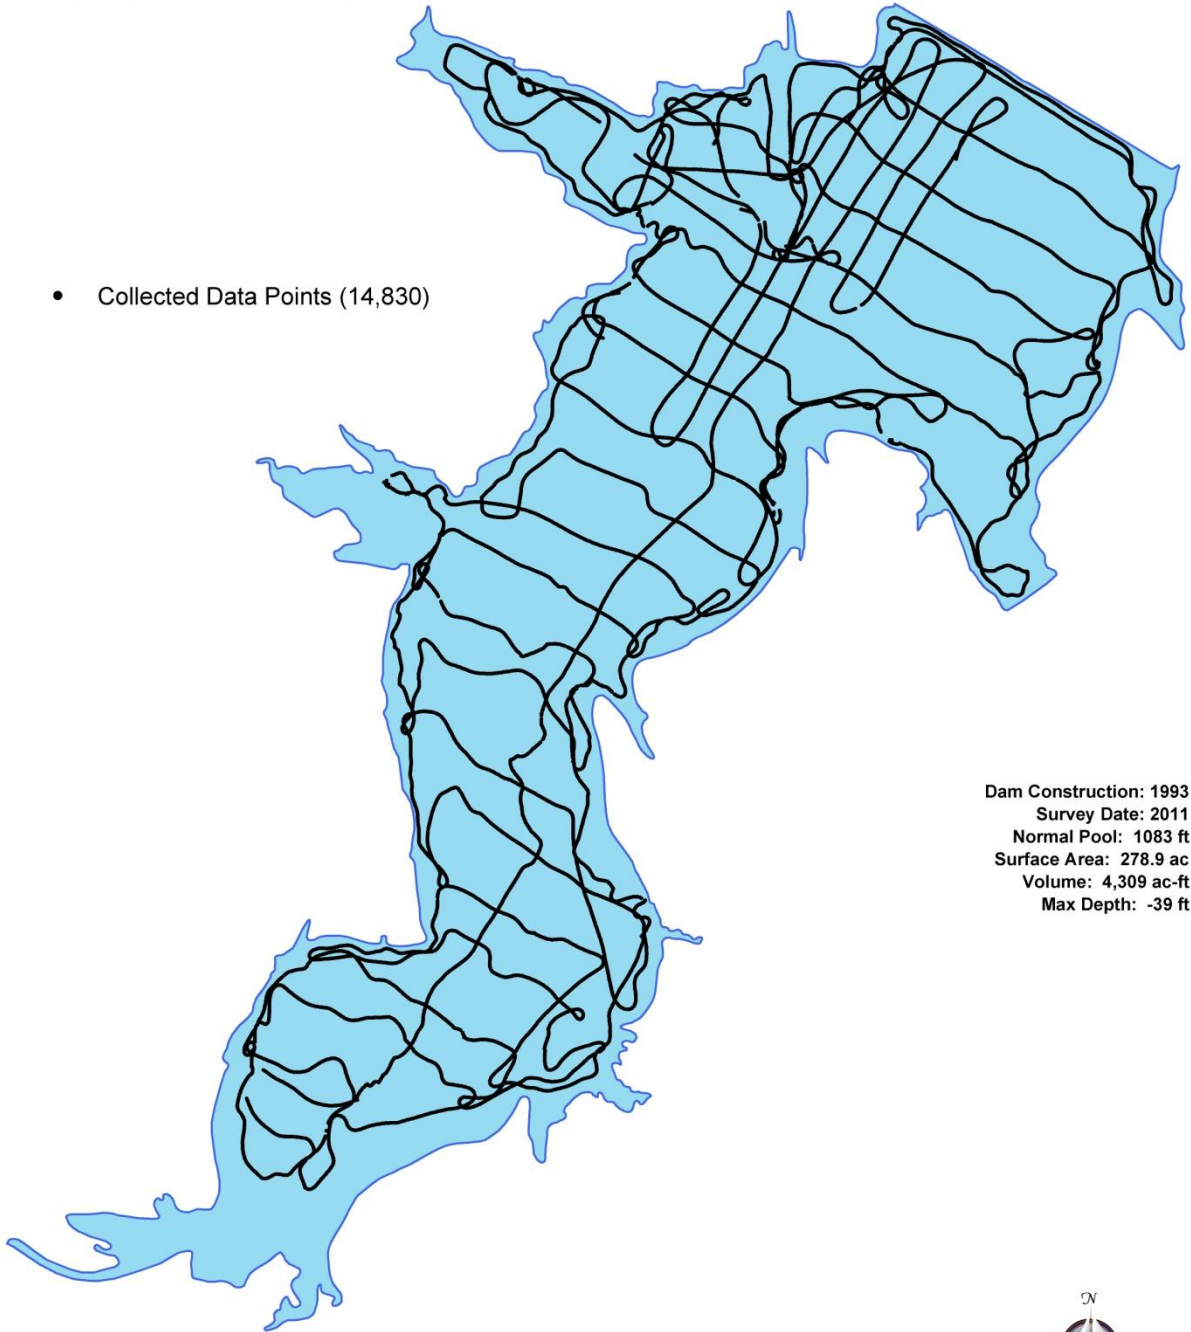 Collected Data Points (14,830)
Dam Construction: 1993
Survey Date: 2011
Normal Pool: 1083 ft
Surface Area: 278.9 ac
Volume: 4,309 ac-ft
Max Depth: -39 ft
N